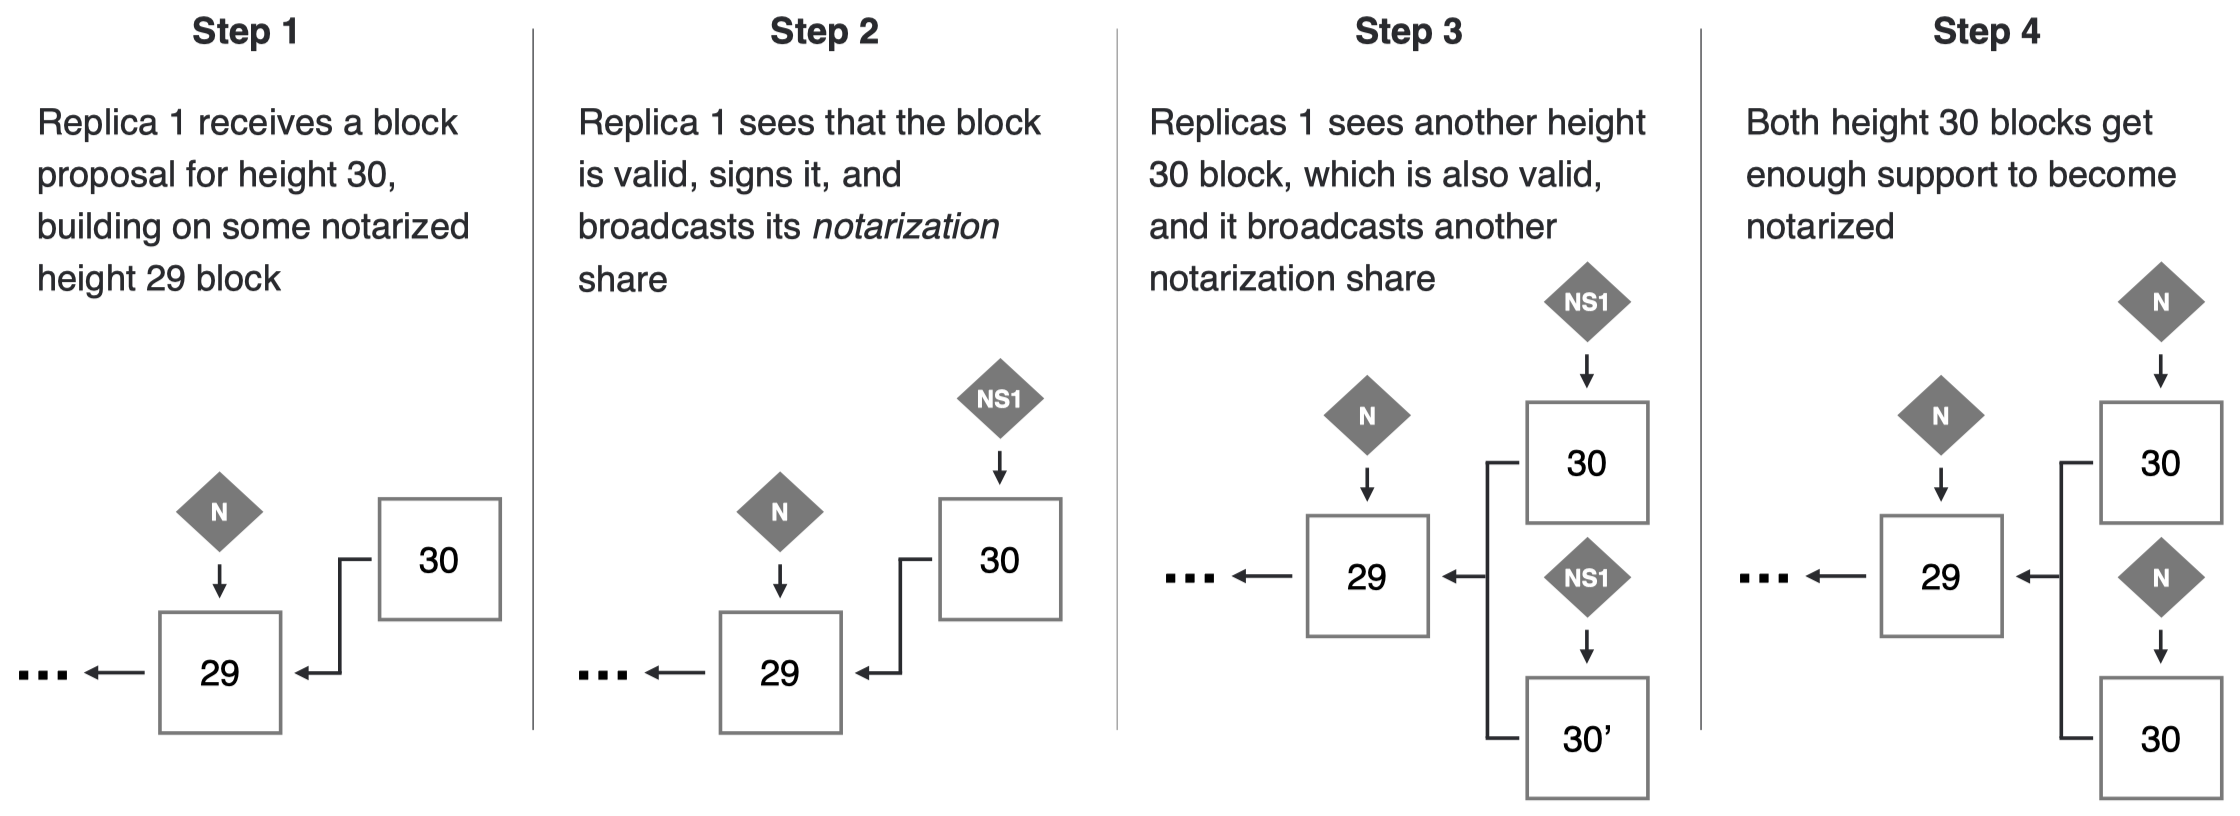 Step 1
Replica 1 receives a block
proposal for height 30,
building on some notarized
height 29 block
N
30
29
Step 2
Replica 1 sees that the block
is valid, signs it, and
broadcasts its notarization
share
NS1
N
30
29
Step 3
Replicas 1 sees another height
30 block, which is also valid,
and it broadcasts another
notarization share
NS1
N
30
29
NS1
30’
Step 4
Both height 30 blocks get
enough support to become
notarized
N
N
30
29
N
30